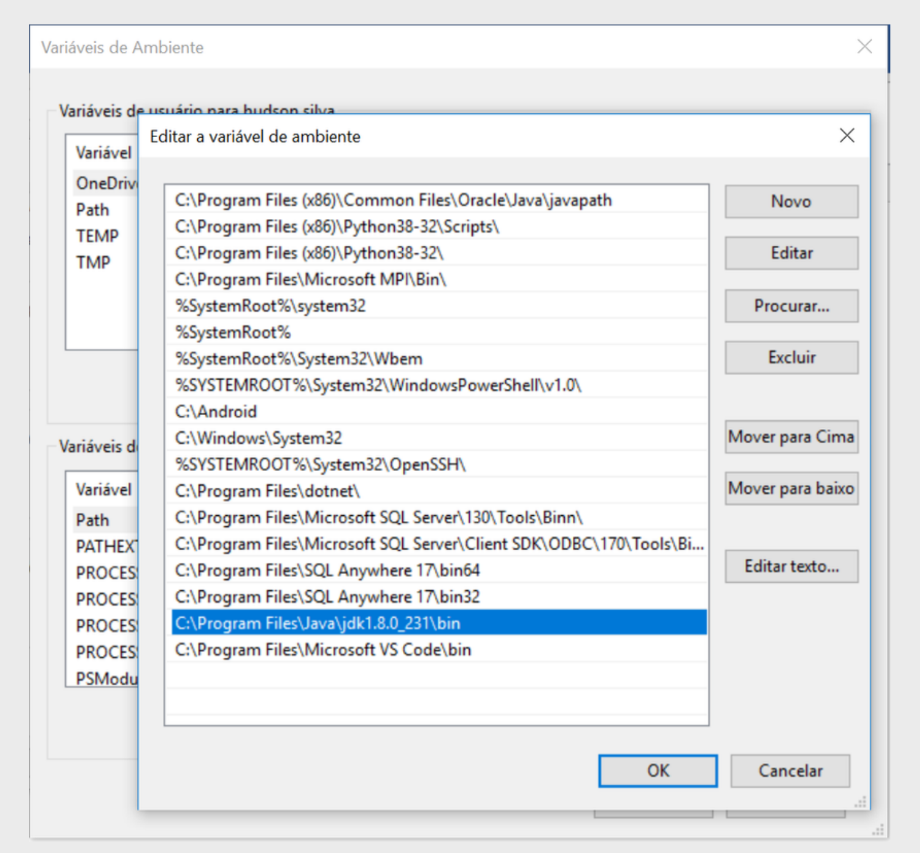 Variáveis de Ambiente
Variáveis de usuário para hudson silva
Editar a variável de ambiente
Variável
OneDriv
Path
TEMP
TMP
C:\Program Files (x86)\Common Files\Oracle\Java\javapath
C:\Program Files (x86)\Python38-32\Scripts\
C:\Program Files (x86)\Python38-32\
C:\Program Files\Microsoft MPI\Bin\
%SystemRoot%\system32
%SystemRoot%
%SystemRoot%\System32\Wbem
%SYSTEMROOT%\System32\WindowsPowerShell\v1.0\
C:\Android
C:\Windows\System32
%SYSTEMROOT%\System32\OpenSSH\
C:\Program Files\dotnet\
C:\Program Files\Microsoft SQL Server\130\Tools\Binn\
C:\Program Files\Microsoft SQL Server\Client SDK\ODBC\170\Tools\Bi...
C:\Program Files\SQL Anywhere 17\bin64
C:\Program Files\SQL Anywhere 17\bin32
C:\Program Files\Java\jdk1.8.0_231\bin
C:\Program Files\Microsoft VS Code\bin
Novo
Editar
Procurar...
Excluir
Mover para Cima
Mover para baixo
Editar texto...
Variáveis d
Variável
Path
PATHEXT
PROCES
PROCES
PROCES
PROCES
PSModu
OK
Cancelar